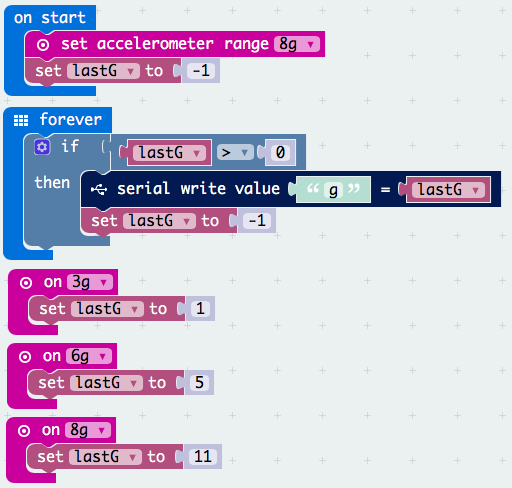 on start
set accelerometer range 8g
set lastG to -1
forever
if lastG > 0
then serial write value “ g ” = lastG
set lastG to -1
on 3g
set lastG to 1
on 6g
set lastG to 5
on 8g
set lastG to 11